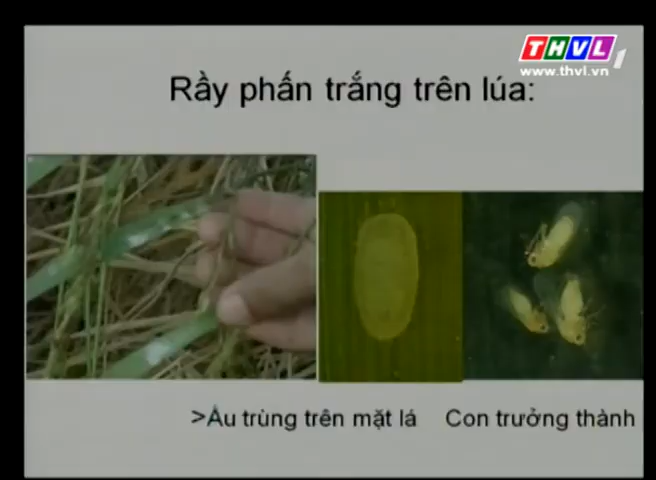 THVL1
www.thvl.vn
Rầy phấn trắng trên lúa:
>Ấu trùng trên mặt lá
Con trưởng thành